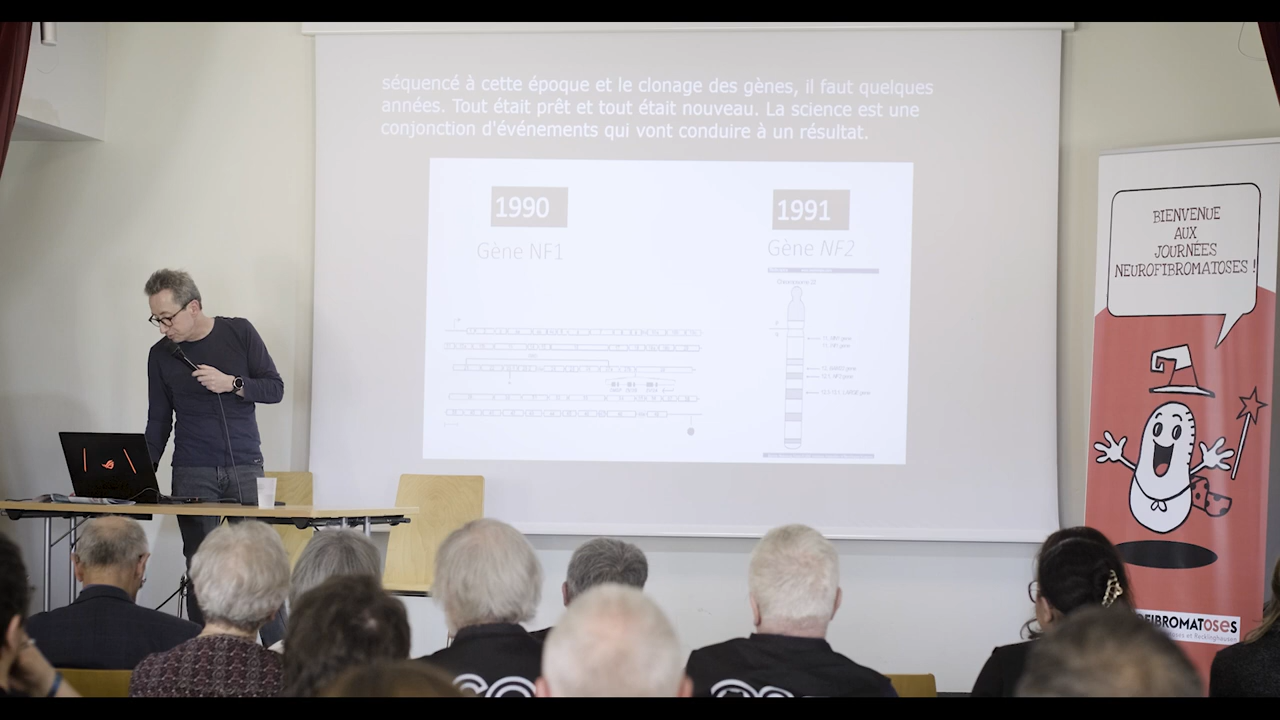 séquencé à cette époque et le clonage des gènes, il faut quelques
années. Tout était prêt et tout était nouveau. La science est une
conjonction d'événements qui vont conduire à un résultat.
1990
1991
Gène NF1
Gène NF2
BIENVENUE
AUX
JOURNÉES
NEUROFIBROMATOSES !
FIBROMATOSES
Recklinghausen